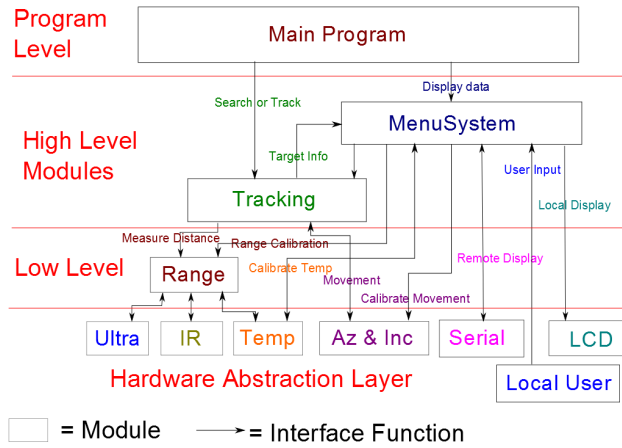 Program
Level
Main Program
Search or Track
Display data
High Level
Modules
MenuSystem
Target Info
User Input
Tracking
Local Display
Measure Distance
Range Calibration
Low Level
Range
Calibrate Temp
Movement
Remote Display
Calibrate Movement
Ultra
IR
Temp
Az & Inc
Serial
LCD
Hardware Abstraction Layer
Local User
= Module
= Interface Function